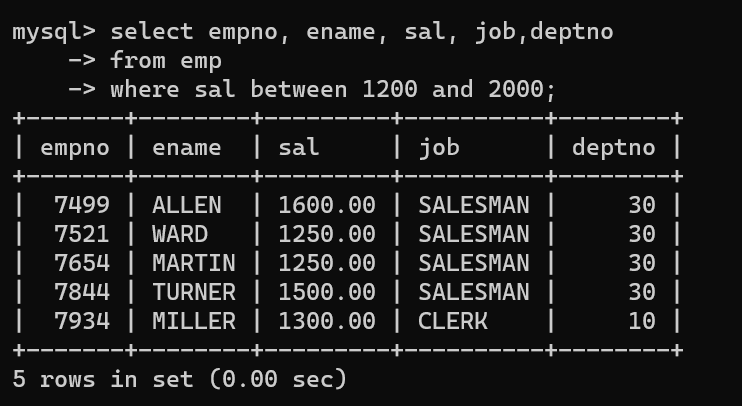 mysql> select empno, ename, sal, job,deptno
    -> from emp
    -> where sal between 1200 and 2000;
+-------+--------+---------+----------+--------+
| empno | ename  | sal     | job      | deptno |
+-------+--------+---------+----------+--------+
|  7499 | ALLEN  | 1600.00 | SALESMAN |     30 |
|  7521 | WARD   | 1250.00 | SALESMAN |     30 |
|  7654 | MARTIN | 1250.00 | SALESMAN |     30 |
|  7844 | TURNER | 1500.00 | SALESMAN |     30 |
|  7934 | MILLER | 1300.00 | CLERK    |     10 |
+-------+--------+---------+----------+--------+
5 rows in set (0.00 sec)